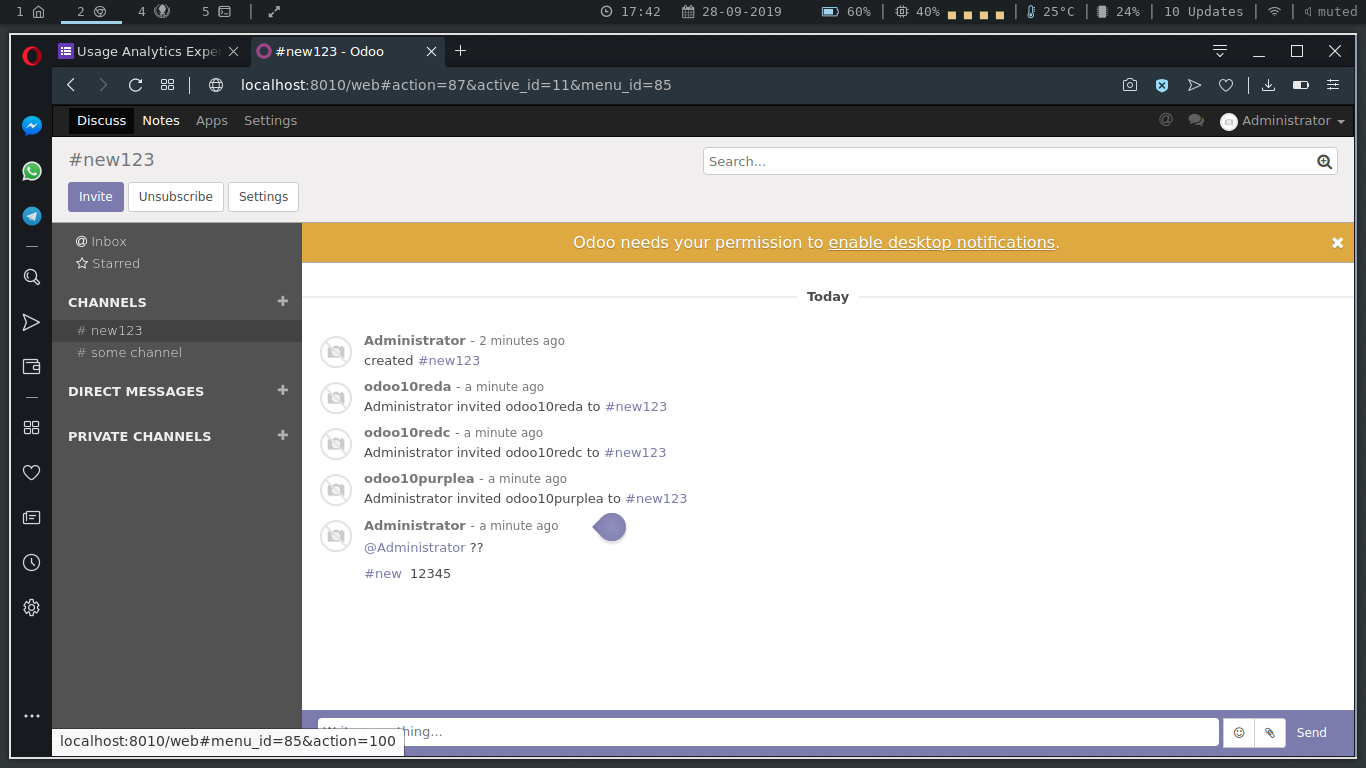 1 2 4 5 17:42 28-09-2019 60% 40% 25°C 24% 10 Updates muted
Usage Analytics Expe #new123 - Odoo
localhost:8010/web#action=87&active_id=11&menu_id=85
Discuss Notes Apps Settings @ Administrator
#new123
Search...
Invite Unsubscribe Settings
Inbox
Starred
CHANNELS +
# new123
# some channel
DIRECT MESSAGES +
PRIVATE CHANNELS +
Odoo needs your permission to enable desktop notifications.
Today
Administrator - 2 minutes ago
created #new123
odoo10reda - a minute ago
Administrator invited odoo10reda to #new123
odoo10redc - a minute ago
Administrator invited odoo10redc to #new123
odoo10purplea - a minute ago
Administrator invited odoo10purplea to #new123
Administrator - a minute ago
@Administrator ??
#new 12345
Send
localhost:8010/web#menu_id=85&action=100